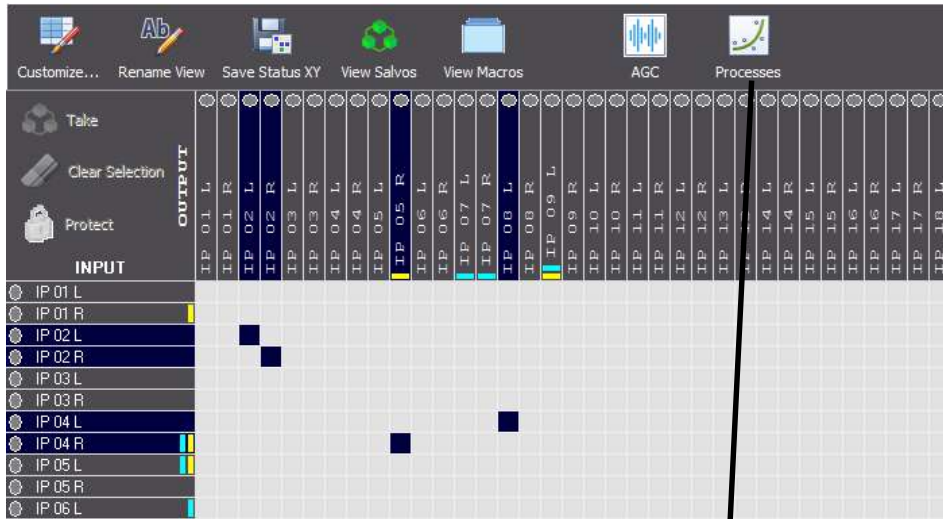 Customize... Rename View Save Status XY View Salvos View Macros AGC Processes
Take
Clear Selection
Protect
OUTPUT
INPUT
IP 01 L
IP 01 R
IP 02 L
IP 02 R
IP 03 L
IP 03 R
IP 04 L
IP 04 R
IP 05 L
IP 05 R
IP 06 L
IP 06 R
IP 07 L
IP 07 R
IP 08 L
IP 08 R
IP 09 L
IP 09 R
IP 10 L
IP 10 R
IP 11 L
IP 11 R
IP 12 L
IP 12 R
IP 13 L
IP 13 R
IP 14 L
IP 14 R
IP 15 L
IP 15 R
IP 16 L
IP 16 R
IP 17 L
IP 17 R
IP 18 L
IP 01 L
IP 01 R
IP 02 L
IP 02 R
IP 03 L
IP 03 R
IP 04 L
IP 04 R
IP 05 L
IP 05 R
IP 06 L